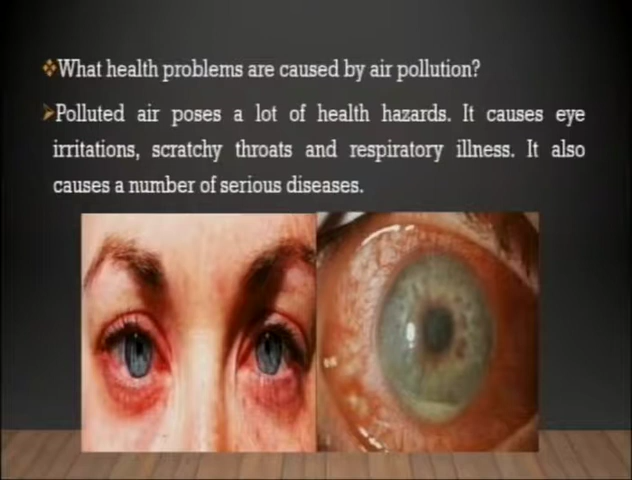 What health problems are caused by air pollution?
Polluted air poses a lot of health hazards. It causes eye
irritations, scratchy throats and respiratory illness. It also
causes a number of serious diseases.